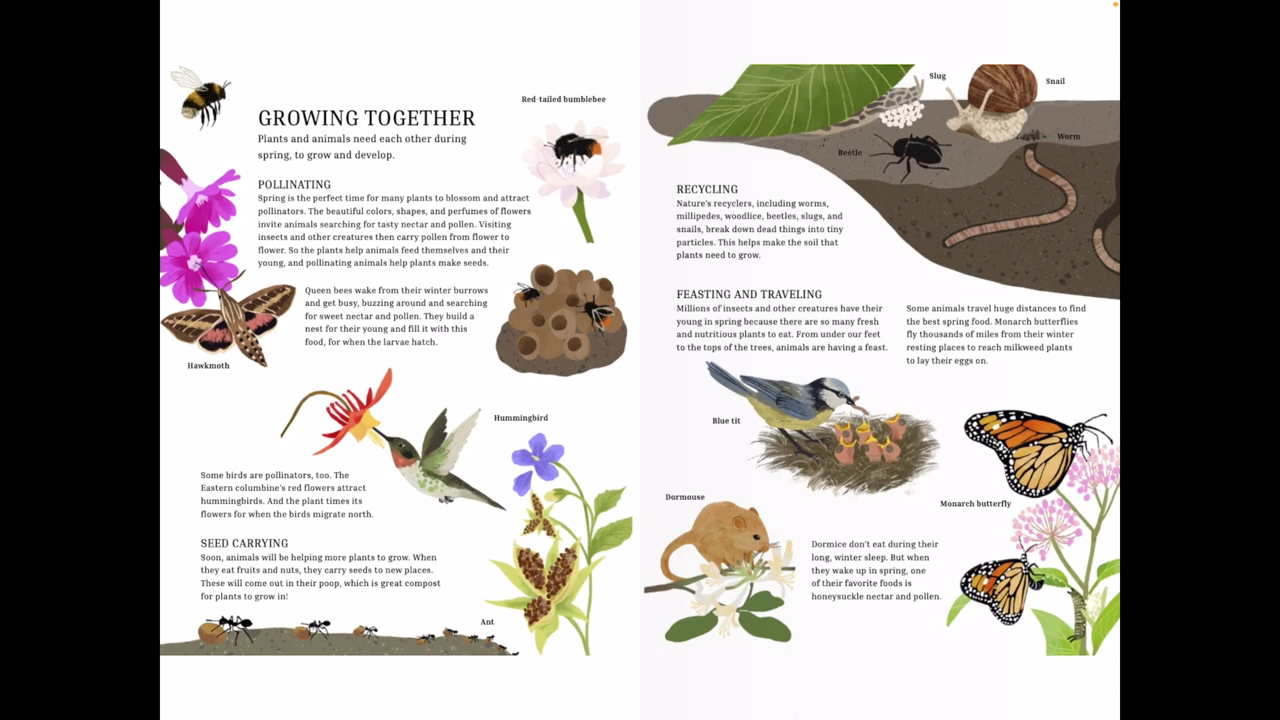 GROWING TOGETHER
Plants and animals need each other during
spring, to grow and develop.
Red-tailed bumblebee
POLLINATING
Spring is the perfect time for many plants to blossom and attract
pollinators. The beautiful colors, shapes, and perfumes of flowers
invite animals searching for tasty nectar and pollen. Visiting
insects and other creatures then carry pollen from flower to
flower. So the plants help animals feed themselves and their
young, and pollinating animals help plants make seeds.
Queen bees wake from their winter burrows
and get busy, buzzing around and searching
for sweet nectar and pollen. They build a
nest for their young and fill it with this
food, for when the larvae hatch.
Hawkmoth
Hummingbird
Some birds are pollinators, too. The
Eastern columbine's red flowers attract
hummingbirds. And the plant times its
flowers for when the birds migrate north.
SEED CARRYING
Soon, animals will be helping more plants to grow. When
they eat fruits and nuts, they carry seeds to new places.
These will come out in their poop, which is great compost
for plants to grow in!
Ant
Slug
Snail
Worm
Beetle
RECYCLING
Nature's recyclers, including worms,
millipedes, woodlice, beetles, slugs, and
snails, break down dead things into tiny
particles. This helps make the soil that
plants need to grow.
FEASTING AND TRAVELING
Millions of insects and other creatures have their
young in spring because there are so many fresh
and nutritious plants to eat. From under our feet
to the tops of the trees, animals are having a feast.
Some animals travel huge distances to find
the best spring food. Monarch butterflies
fly thousands of miles from their winter
resting places to reach milkweed plants
to lay their eggs on.
Blue tit
Dormouse
Monarch butterfly
Dormice don't eat during their
long, winter sleep. But when
they wake up in spring, one
of their favorite foods is
honeysuckle nectar and pollen.